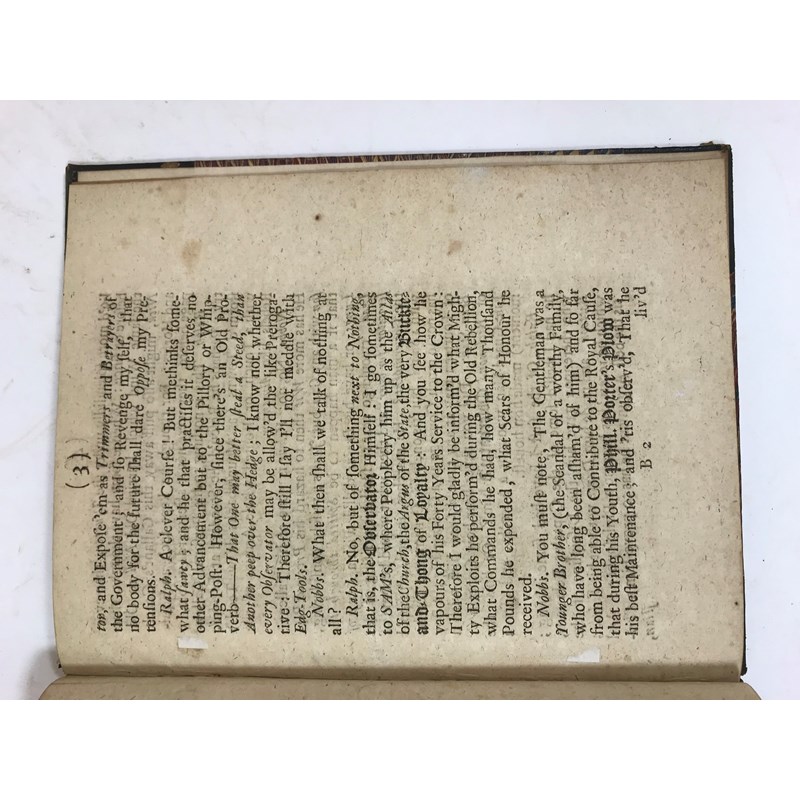 (3)
tor, and Expose 'em as Trimmers and Betrayers of
the Government; and so Revenge my self, that
no body for the future shall dare Oppose my Pre-
tensions.
Ralph. A clever Courſe! But methinks ſome-
what ſawcy; and he that practiſes it deſerves no
other Advancement but to the Pillory or Whip-
ping-Poſt. However, ſince there's an Old Pro-
verb——That One may better ſteal a Steed, than
Another peep over the Hedge; I know not whether
every Obſervator may be allow'd the like Preroga-
tive: Therefore ſtill I ſay I'll not meddle with
Edg-Tools.
Nobbs. What then ſhall we talk of nothing at
all?
Ralph. No, but of ſomething next to Nothing,
that is, the Obſervator Himſelf: I go ſometimes
to SAM's, where People cry him up as the Atlas
of the Church, the Argus of the State, the very Buckle
and Thong of Loyalty: And you ſee how he
vapours of his Forty Years Service to the Crown:
Therefore I would gladly be inform'd what Migh-
ty Exploits he perform'd during the Old Rebellion,
what Commands he had, how many Thouſand
Pounds he expended, what Scars of Honour he
received.
Nobbs. You muſt note, The Gentleman was a
Younger Brother, (the Scandal of a worthy Family,
who have long been aſham'd of him) and ſo far
from being able to Contribute to the Royal Cauſe,
that during his Youth, Phill. Porter's Plow was
his beſt Maintenance; and 'tis obſerv'd, That he
B 2 liv'd